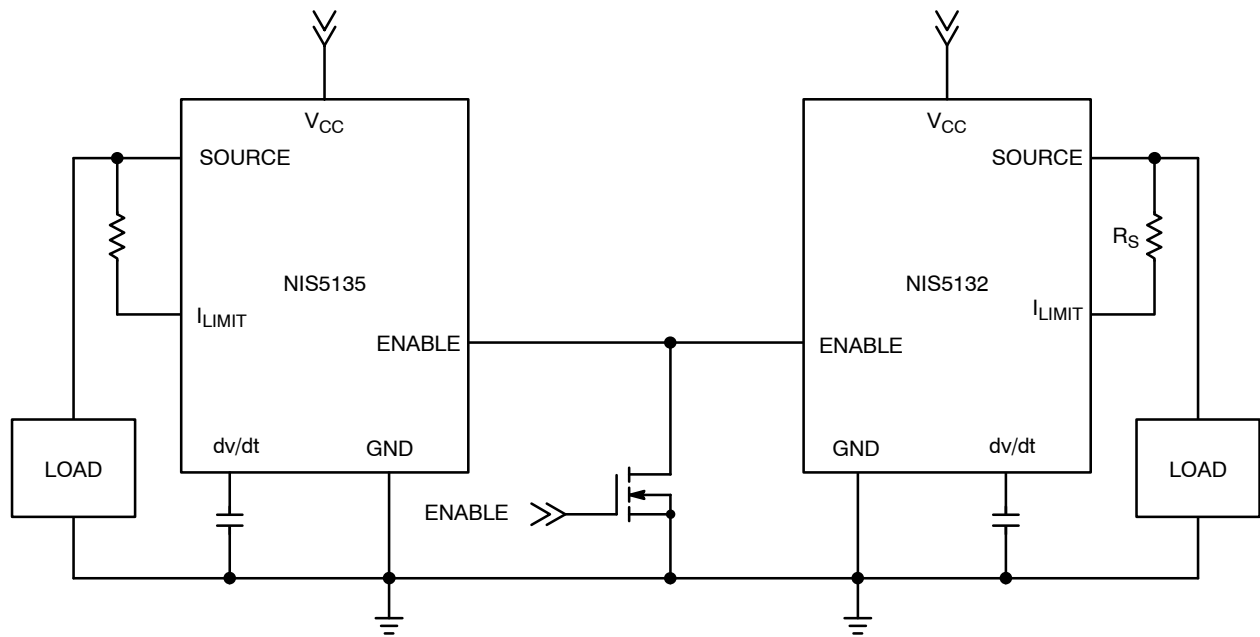 V_CC
SOURCE
NIS5135
I_LIMIT
ENABLE
dv/dt
GND
LOAD
ENABLE
V_CC
SOURCE
R_S
NIS5132
I_LIMIT
ENABLE
GND
dv/dt
LOAD